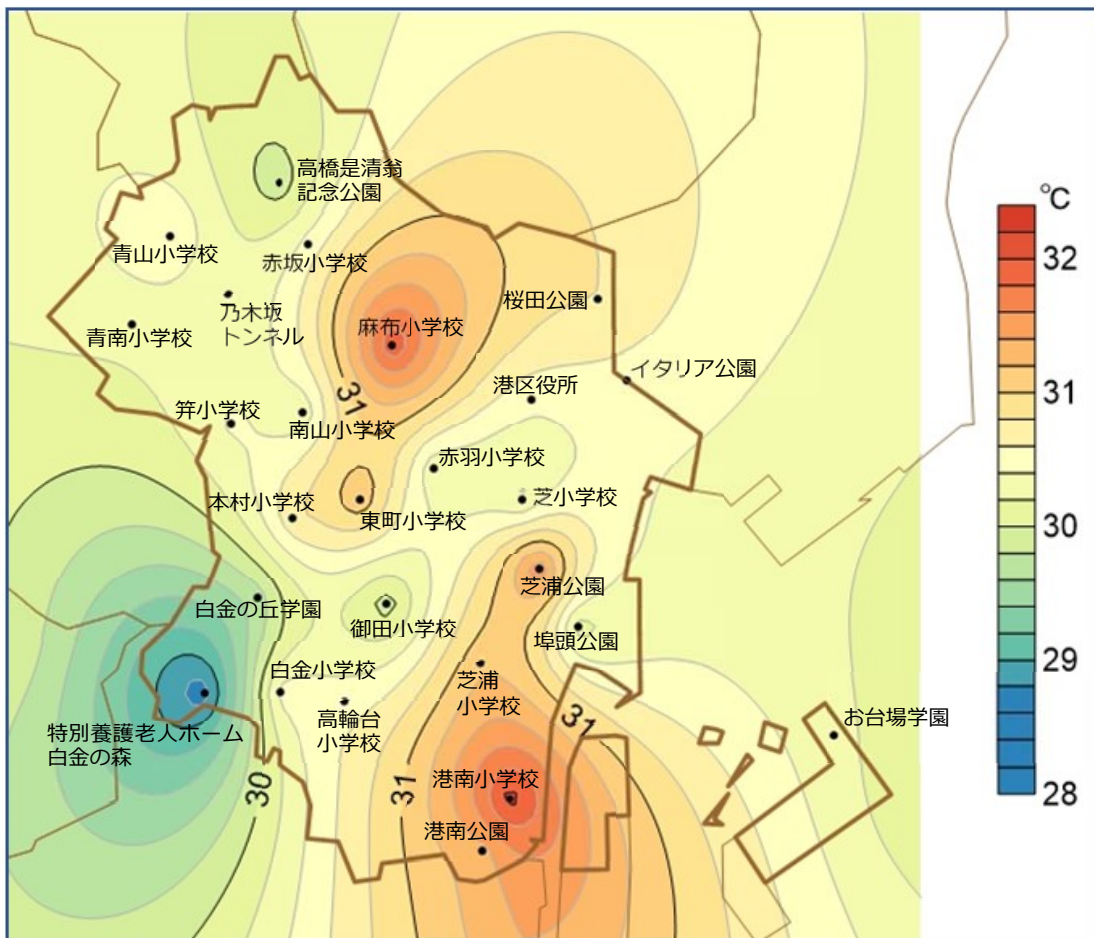 高橋是清翁
記念公園
青山小学校
赤坂小学校
℃
32
乃木坂
トンネル
桜田公園
青南小学校
麻布小学校
イタリア公園
31
港区役所
31
笄小学校
南山小学校
赤羽小学校
本村小学校
東町小学校
芝小学校
30
芝浦公園
白金の丘学園
御田小学校
埠頭公園
29
白金小学校
芝浦
小学校
特別養護老人ホーム
白金の森
高輪台
小学校
31
お台場学園
30
31
港南小学校
28
港南公園